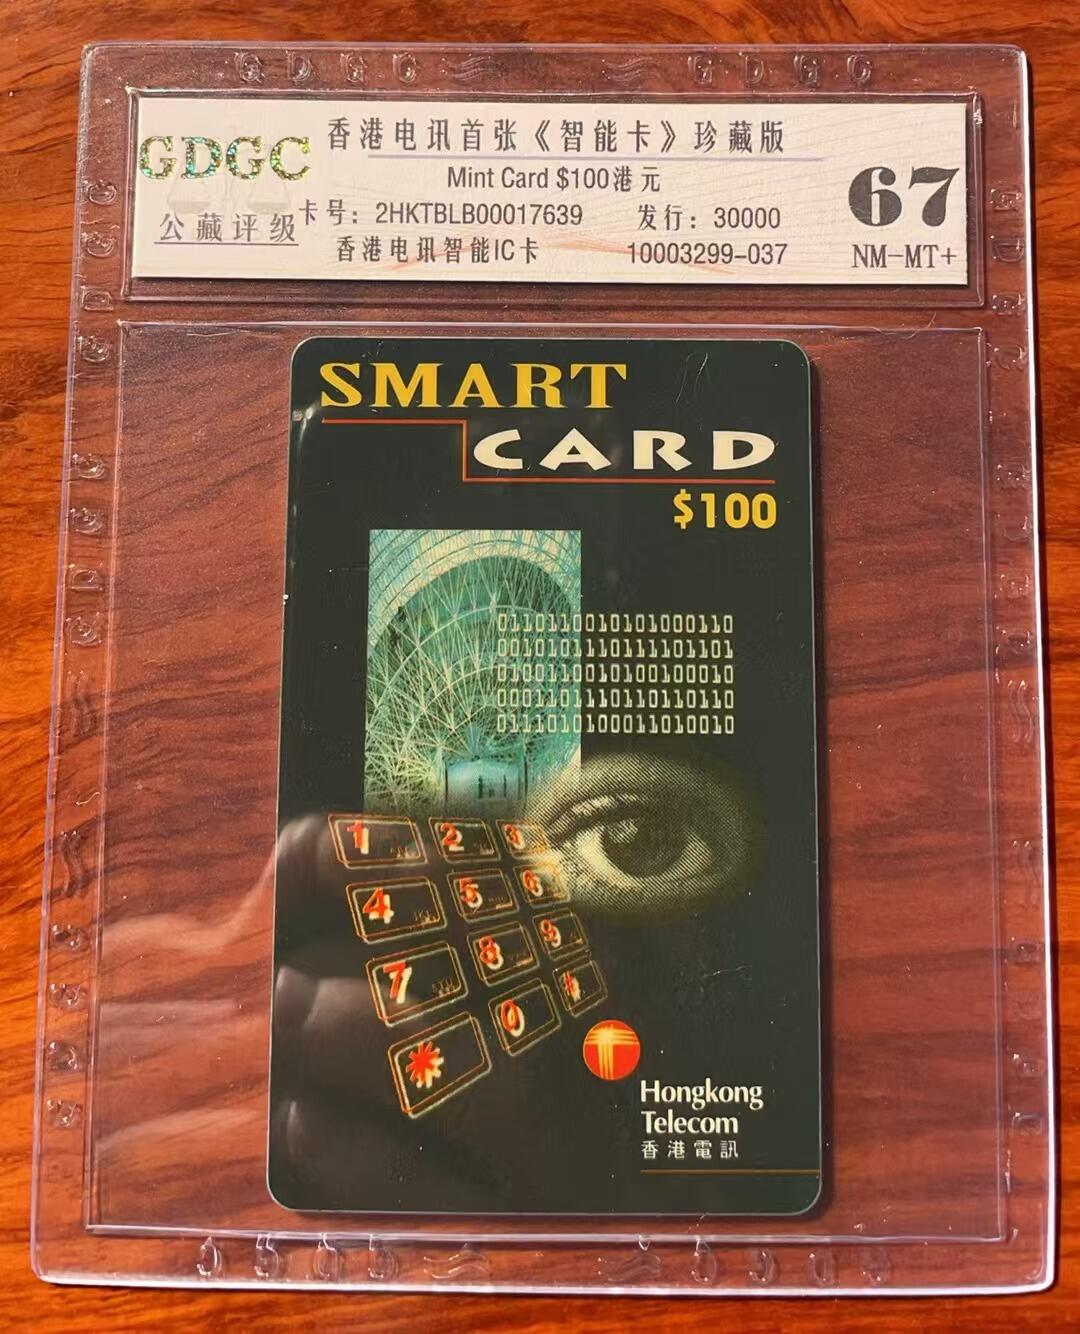 GDGC
公藏评级
香港电讯首张《智能卡》珍藏版
Mint Card $100港元
卡号：2HKTBLB00017639 发行：30000
香港电讯智能IC卡 10003299-037
67
NM-MT+
SMART
CARD
$100
0110110010101000110
0010101110111101101
0100110010100101010
0001101110110110110
0111010100011010010
1 2 3
4 5 6
7 8 9
* 0 #
Hongkong
Telecom
香港電訊